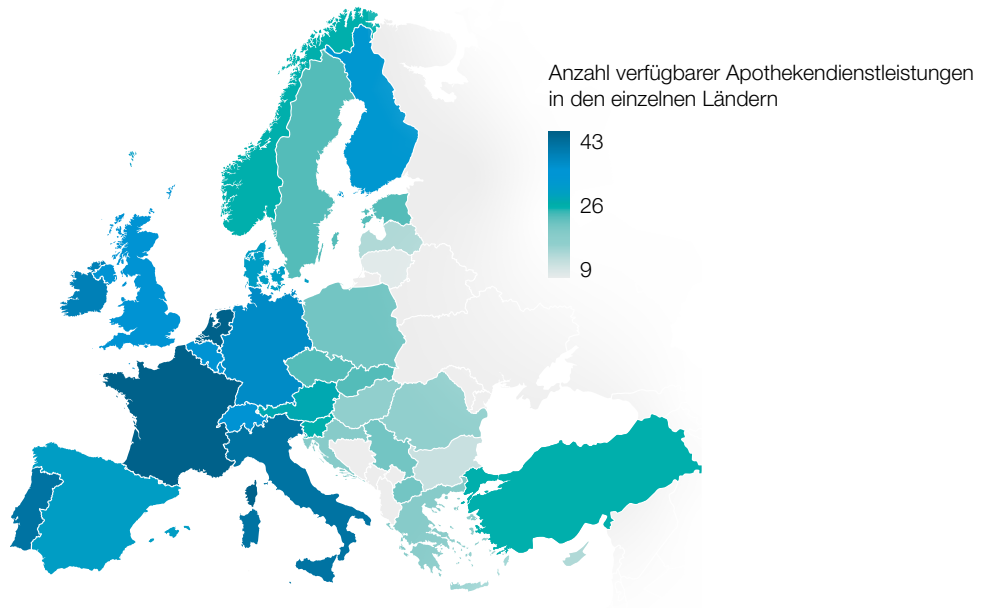 Anzahl verfügbarer Apothekendienstleistungen
in den einzelnen Ländern
43
26
9